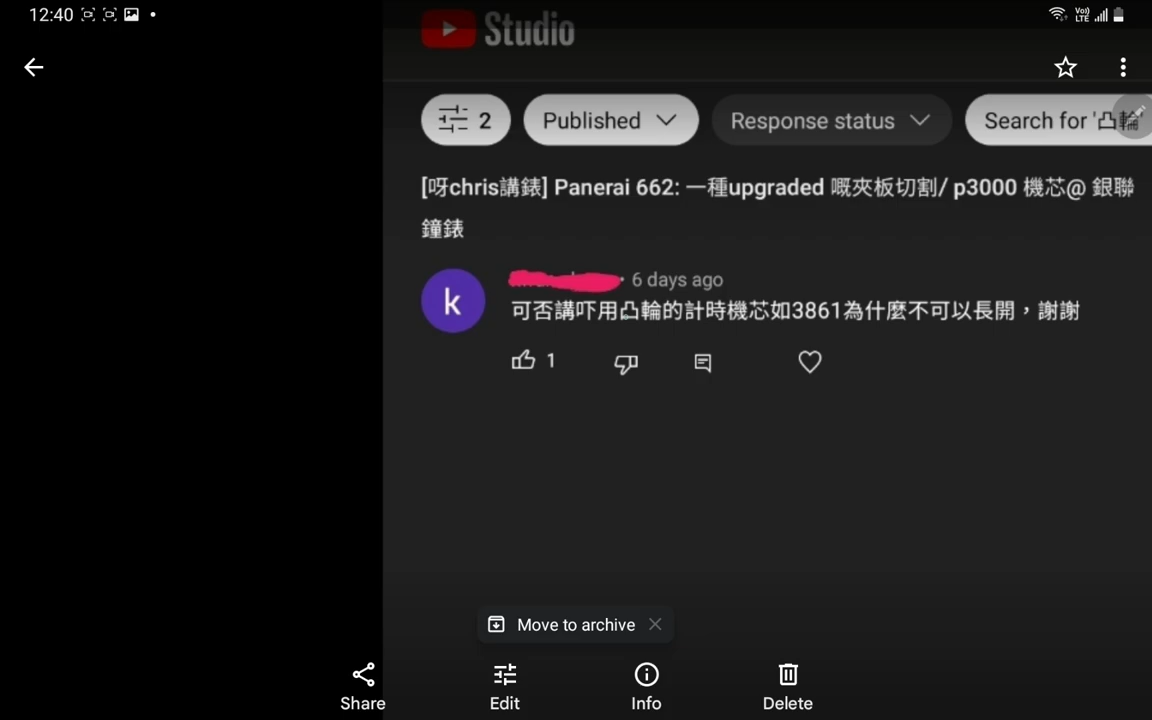 12:40
Vo)) LTE
Studio
2
Published
Response status
Search for '凸輪'
[呀chris講錶] Panerai 662: 一種upgraded 嘅夾板切割/ p3000 機芯@ 銀聯
鐘錶
k
• 6 days ago
可否講吓用凸輪的計時機芯如3861為什麼不可以長開，謝謝
1
Move to archive
Share
Edit
Info
Delete